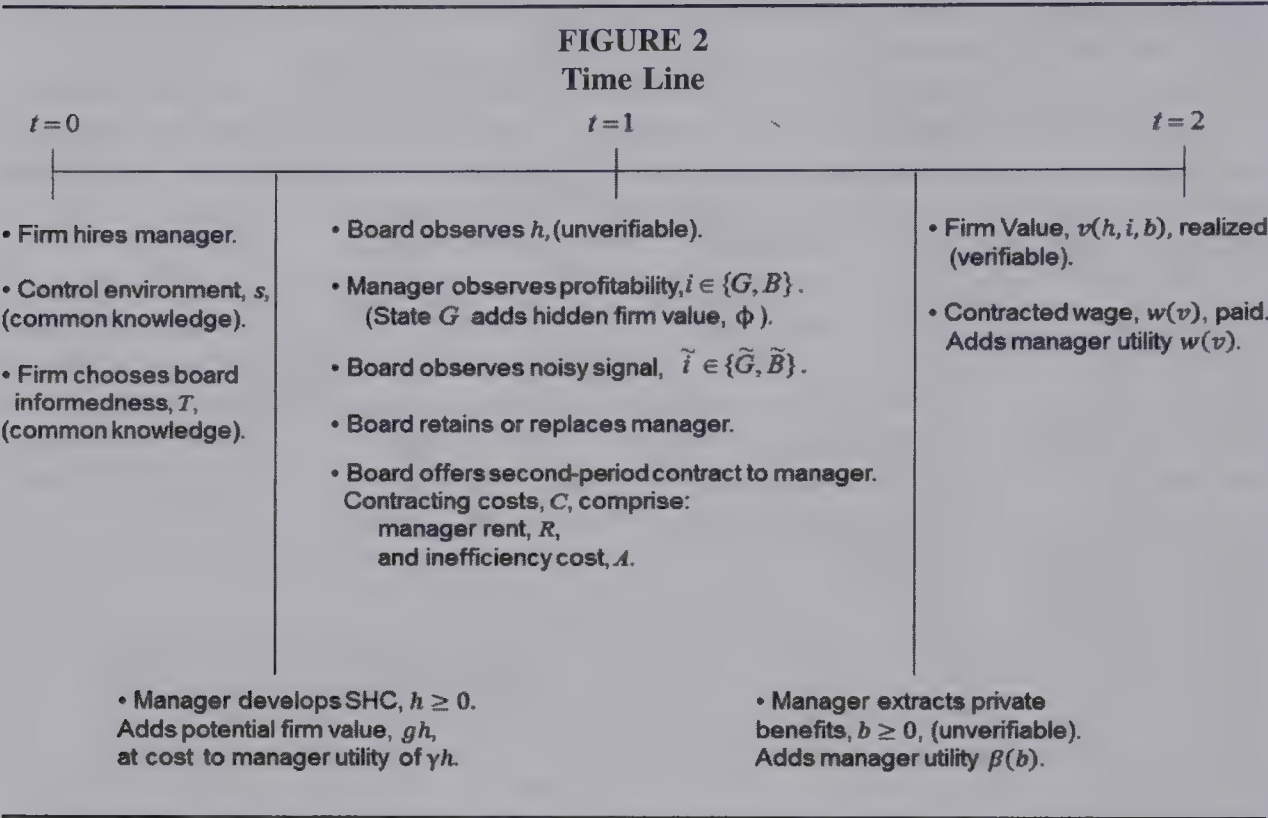 FIGURE 2
Time Line
t=0
t=1
t=2
• Firm hires manager.
• Control environment, s,
(common knowledge).
• Firm chooses board
informedness, T,
(common knowledge).
• Board observes h, (unverifiable).
• Manager observes profitability, i ∈ {G, B}.
(State G adds hidden firm value, ϕ).
• Board observes noisy signal, ĩ ∈ {G̃, B̃}.
• Board retains or replaces manager.
• Board offers second-period contract to manager.
Contracting costs, C, comprise:
manager rent, R,
and inefficiency cost, A.
• Firm Value, v(h, i, b), realized
(verifiable).
• Contracted wage, w(v), paid.
Adds manager utility w(v).
• Manager develops SHC, h ≥ 0.
Adds potential firm value, gh,
at cost to manager utility of γh.
• Manager extracts private
benefits, b ≥ 0, (unverifiable).
Adds manager utility β(b).